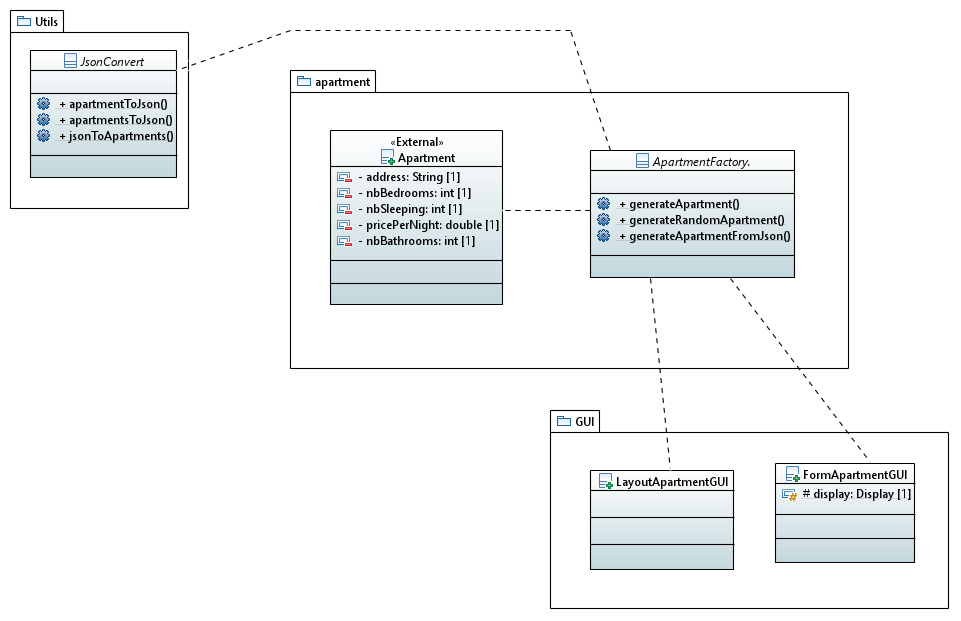 Utils
JsonConvert
+ apartmentToJson()
+ apartmentsToJson()
+ jsonToApartments()
apartment
«External»
Apartment
- address: String [1]
- nbBedrooms: int [1]
- nbSleeping: int [1]
- pricePerNight: double [1]
- nbBathrooms: int [1]
ApartmentFactory.
+ generateApartment()
+ generateRandomApartment()
+ generateApartmentFromJson()
GUI
LayoutApartmentGUI
FormApartmentGUI
# display: Display [1]